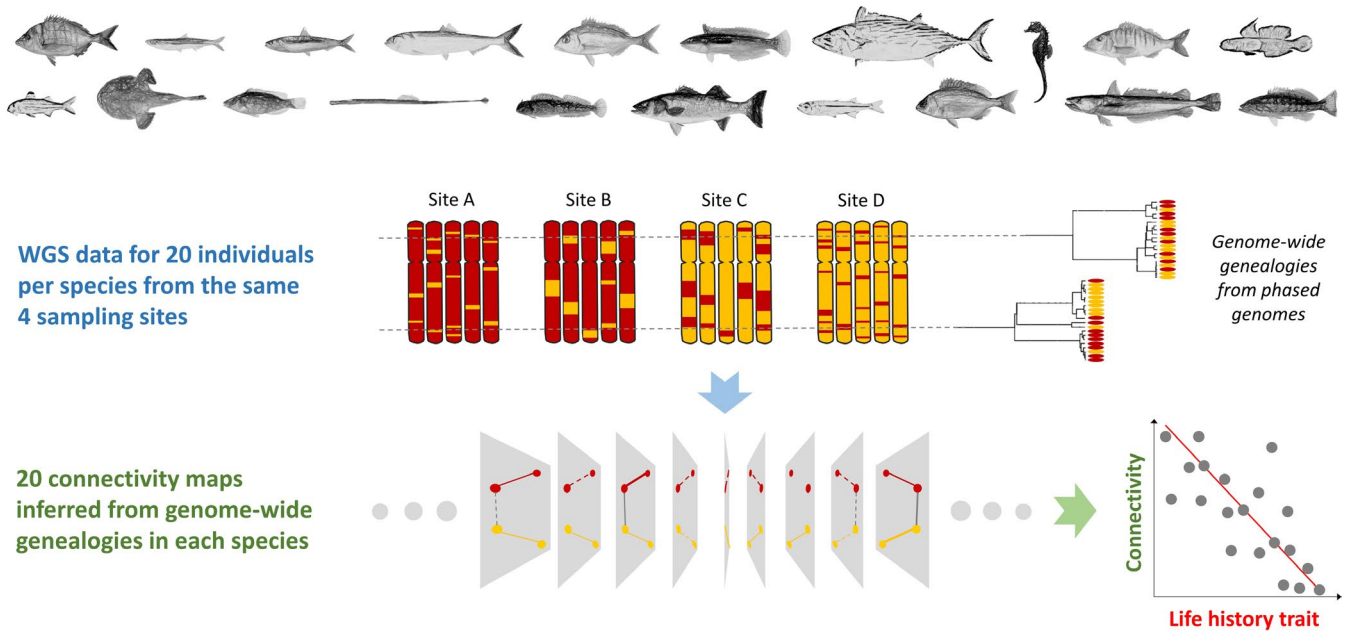 Site A
Site B
Site C
Site D
WGS data for 20 individuals
per species from the same
4 sampling sites
Genome-wide
genealogies
from phased
genomes
20 connectivity maps
inferred from genome-wide
genealogies in each species
Connectivity
Life history trait